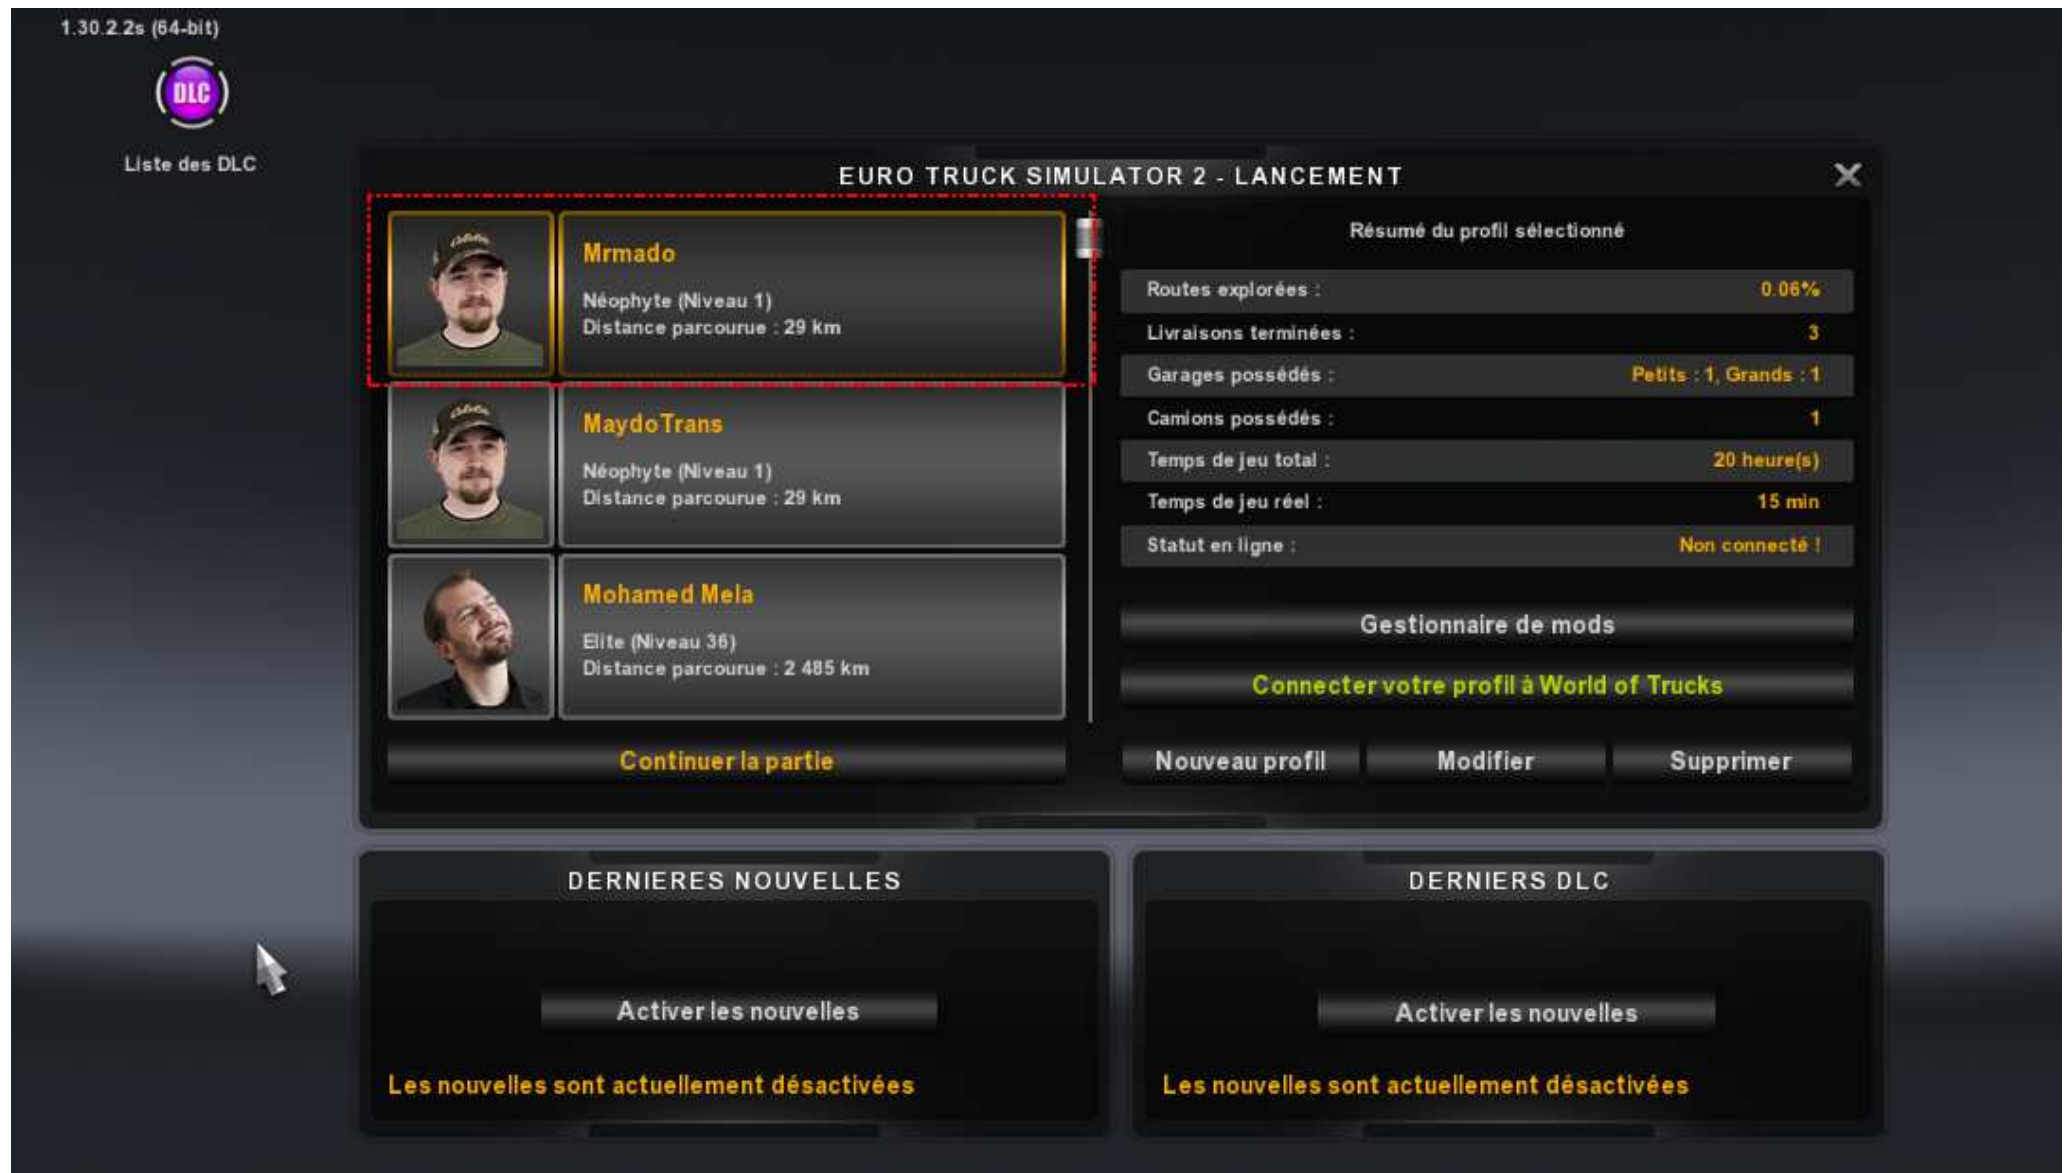 1.30.2.2s (64-bit)
DLC
Liste des DLC
EURO TRUCK SIMULATOR 2 - LANCEMENT
Mrmado
Néophyte (Niveau 1)
Distance parcourue : 29 km
MaydoTrans
Néophyte (Niveau 1)
Distance parcourue : 29 km
Mohamed Mela
Elite (Niveau 36)
Distance parcourue : 2 485 km
Continuer la partie
Résumé du profil sélectionné
Routes explorées : 0.06%
Livraisons terminées : 3
Garages possédés : Petits : 1, Grands : 1
Camions possédés : 1
Temps de jeu total : 20 heure(s)
Temps de jeu réel : 15 min
Statut en ligne : Non connecté !
Gestionnaire de mods
Connecter votre profil à World of Trucks
Nouveau profil Modifier Supprimer
DERNIERES NOUVELLES
Activer les nouvelles
Les nouvelles sont actuellement désactivées
DERNIERS DLC
Activer les nouvelles
Les nouvelles sont actuellement désactivées